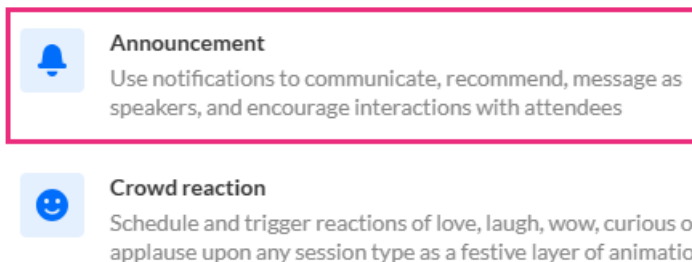 Announcement
Use notifications to communicate, recommend, message as
speakers, and encourage interactions with attendees
Crowd reaction
Schedule and trigger reactions of love, laugh, wow, curious o
applause upon any session type as a festive layer of animatio